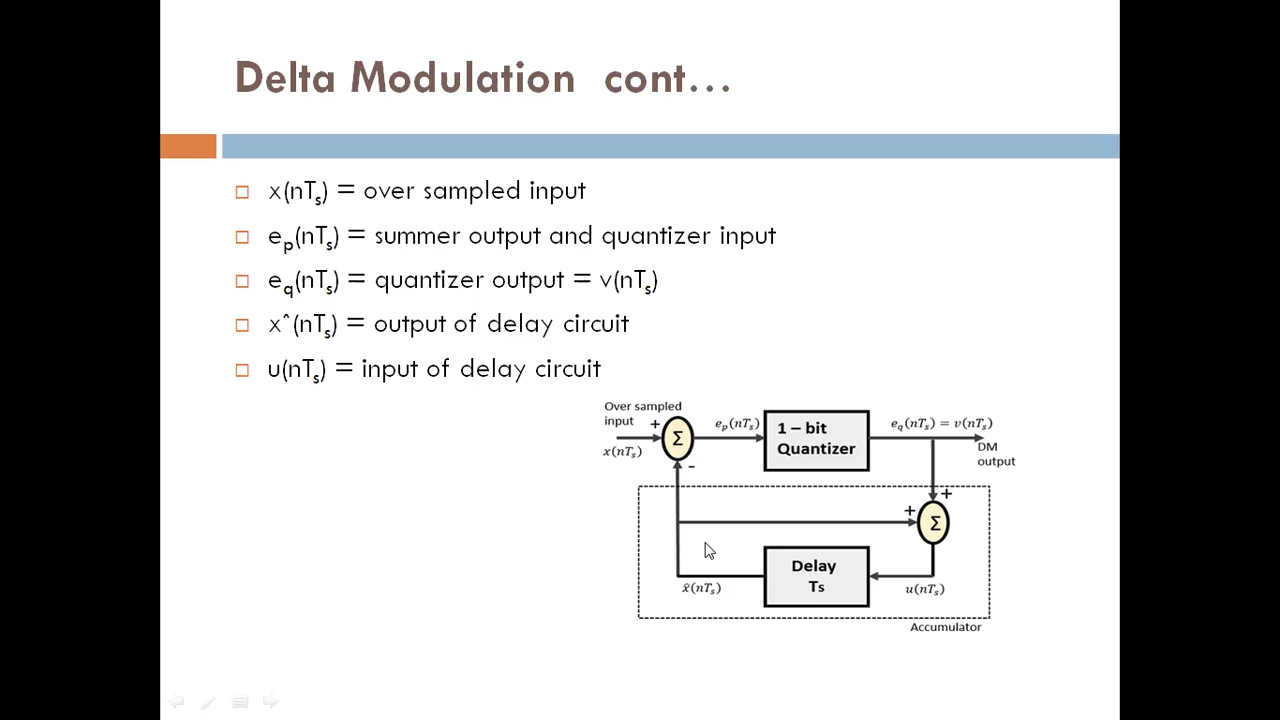 Delta Modulation cont...
x(nTs) = over sampled input
ep(nTs) = summer output and quantizer input
eq(nTs) = quantizer output = v(nTs)
xˆ(nTs) = output of delay circuit
u(nTs) = input of delay circuit
Over sampled
input
+
x(nTs)
Σ
-
ep(nTs)
1 – bit
Quantizer
eq(nTs) = v(nTs)
DM
output
+
+
Σ
Delay
Ts
x̂(nTs)
u(nTs)
Accumulator